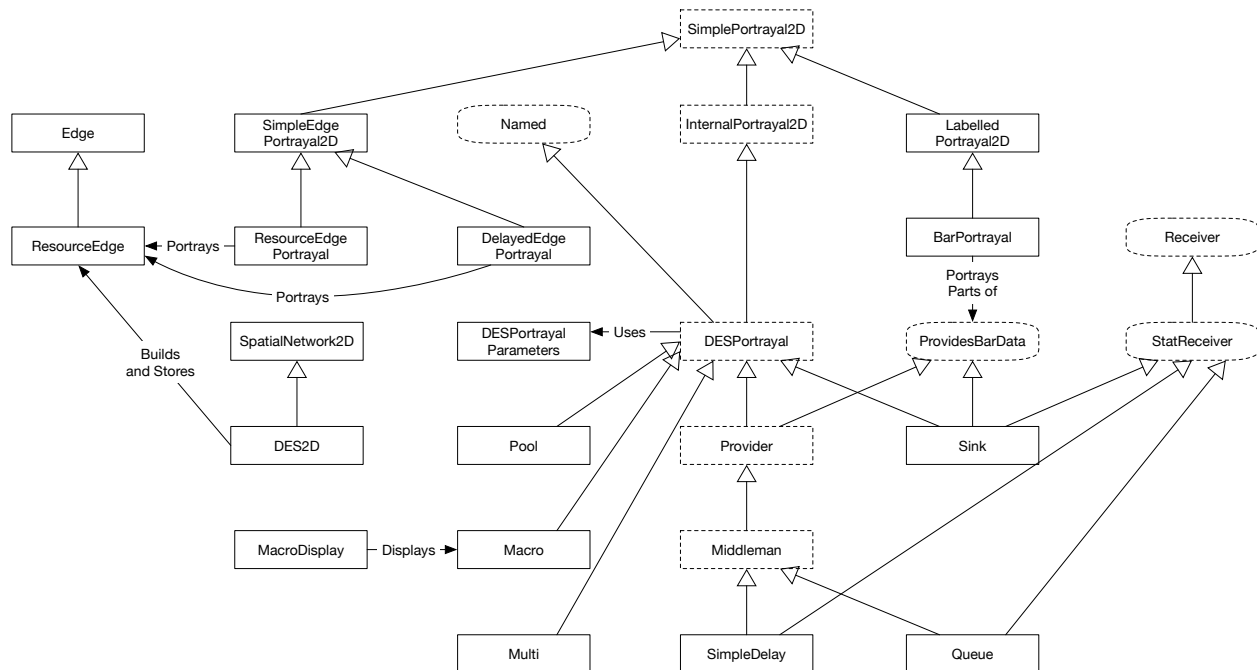 SimplePortrayal2D
Edge
SimpleEdge
Portrayal2D
Named
InternalPortrayal2D
Labelled
Portrayal2D
ResourceEdge
Portrays
ResourceEdge
Portrayal
DelayedEdge
Portrayal
BarPortrayal
Receiver
Portrays
Portrays
Parts of
SpatialNetwork2D
DESPortrayal
Parameters
Uses
DESPortrayal
ProvidesBarData
StatReceiver
Builds
and Stores
DES2D
Pool
Provider
Sink
MacroDisplay
Displays
Macro
Middleman
Multi
SimpleDelay
Queue